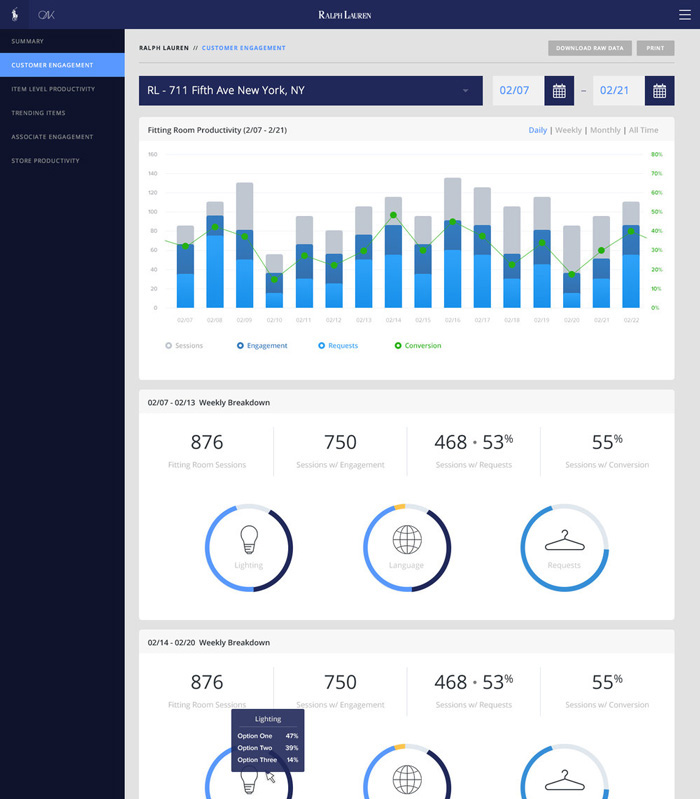 OAK
RALPH LAUREN
SUMMARY
CUSTOMER ENGAGEMENT
ITEM LEVEL PRODUCTIVITY
TRENDING ITEMS
ASSOCIATE ENGAGEMENT
STORE PRODUCTIVITY
RALPH LAUREN // CUSTOMER ENGAGEMENT
DOWNLOAD RAW DATA
PRINT
RL - 711 Fifth Ave New York, NY
02/07 – 02/21
Fitting Room Productivity (2/07 - 2/21)
Daily | Weekly | Monthly | All Time
160 80%
140 70%
120 60%
100 50%
80 40%
60 30%
40 20%
20 10%
0 0%
02/07 02/08 02/09 02/10 02/11 02/12 02/13 02/14 02/15 02/16 02/17 02/18 02/19 02/20 02/21 02/22
Sessions Engagement Requests Conversion
02/07 - 02/13 Weekly Breakdown
876 750 468 • 53% 55%
Fitting Room Sessions Sessions w/ Engagement Sessions w/ Requests Sessions w/ Conversion
Lighting Language Requests
02/14 - 02/20 Weekly Breakdown
876 750 468 • 53% 55%
Fitting Room Sessions Sessions w/ Engagement Sessions w/ Requests Sessions w/ Conversion
Lighting
Option One 47%
Option Two 39%
Option Three 14%